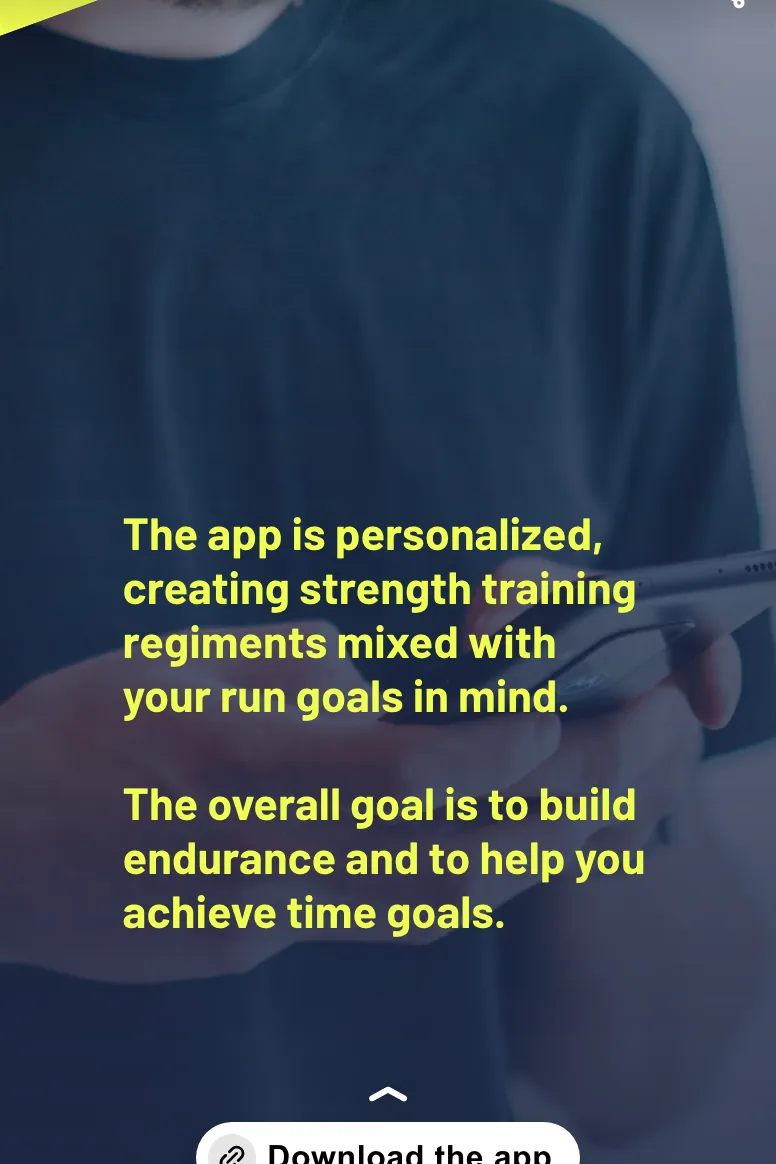 The app is personalized,
creating strength training
regiments mixed with
your run goals in mind.
The overall goal is to build
endurance and to help you
achieve time goals.
Download the app